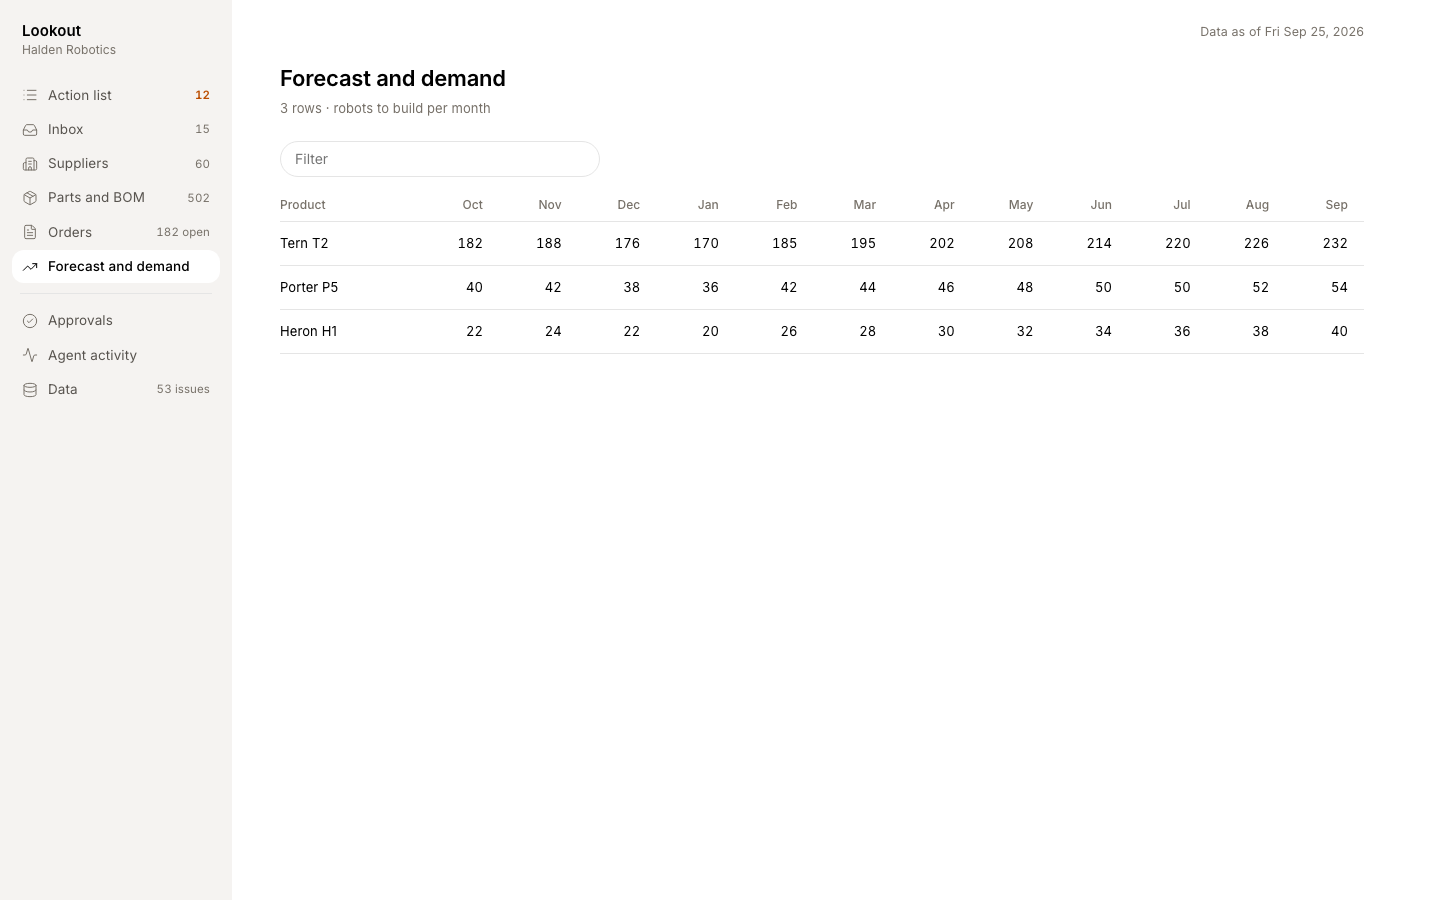 Lookout
Halden Robotics
Action list 12
Inbox 15
Suppliers 60
Parts and BOM 502
Orders 182 open
Forecast and demand
Approvals
Agent activity
Data 53 issues
Data as of Fri Sep 25, 2026
Forecast and demand
3 rows · robots to build per month
Filter
Product Oct Nov Dec Jan Feb Mar Apr May Jun Jul Aug Sep
Tern T2 182 188 176 170 185 195 202 208 214 220 226 232
Porter P5 40 42 38 36 42 44 46 48 50 50 52 54
Heron H1 22 24 22 20 26 28 30 32 34 36 38 40